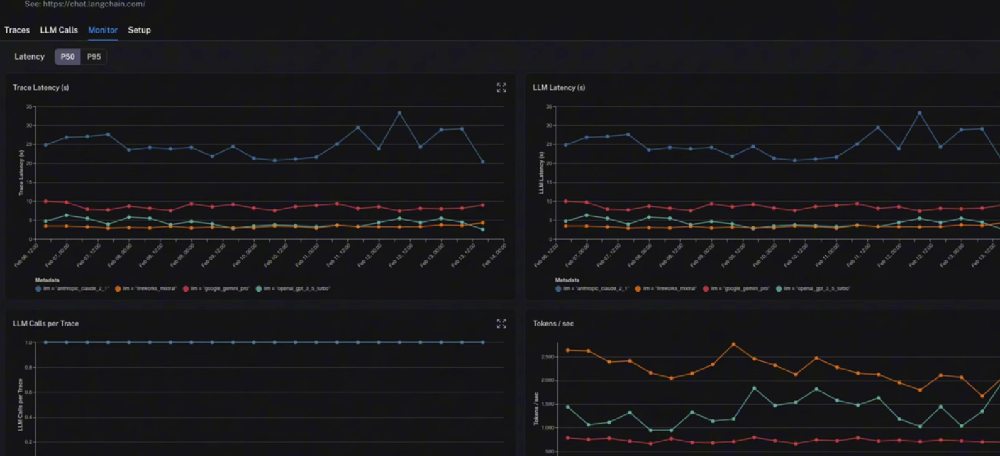 See: https://chat.langchain.com/
Traces LLM Calls Monitor Setup
Latency P50 P95
Trace Latency (s)
35
30
25
20
15
10
5
0
Trace Latency (s)
Feb 06, 12:00
Feb 07, 00:00
Feb 07, 12:00
Feb 08, 00:00
Feb 08, 12:00
Feb 09, 00:00
Feb 09, 12:00
Feb 10, 00:00
Feb 10, 12:00
Feb 11, 00:00
Feb 11, 12:00
Feb 12, 00:00
Feb 12, 12:00
Feb 13, 00:00
Feb 13, 12:00
Feb 14, 00:00
Metadata
llm = "anthropic_claude_2_1" llm = "fireworks_mixtral" llm = "google_gemini_pro" llm = "openai_gpt_3_5_turbo"
LLM Latency (s)
35
30
25
20
15
10
5
0
LLM Latency (s)
Feb 06, 12:00
Feb 07, 00:00
Feb 07, 12:00
Feb 08, 00:00
Feb 08, 12:00
Feb 09, 00:00
Feb 09, 12:00
Feb 10, 00:00
Feb 10, 12:00
Feb 11, 00:00
Feb 11, 12:00
Feb 12, 00:00
Feb 12, 12:00
Feb 13, 00:00
Feb 13, 12:00
Metadata
llm = "anthropic_claude_2_1" llm = "fireworks_mixtral" llm = "google_gemini_pro" llm = "openai_gpt_3_5_turbo"
LLM Calls per Trace
1.0
0.8
0.6
0.4
0.2
LLM Calls per Trace
Tokens / sec
2,500
2,000
1,500
1,000
500
Tokens / sec